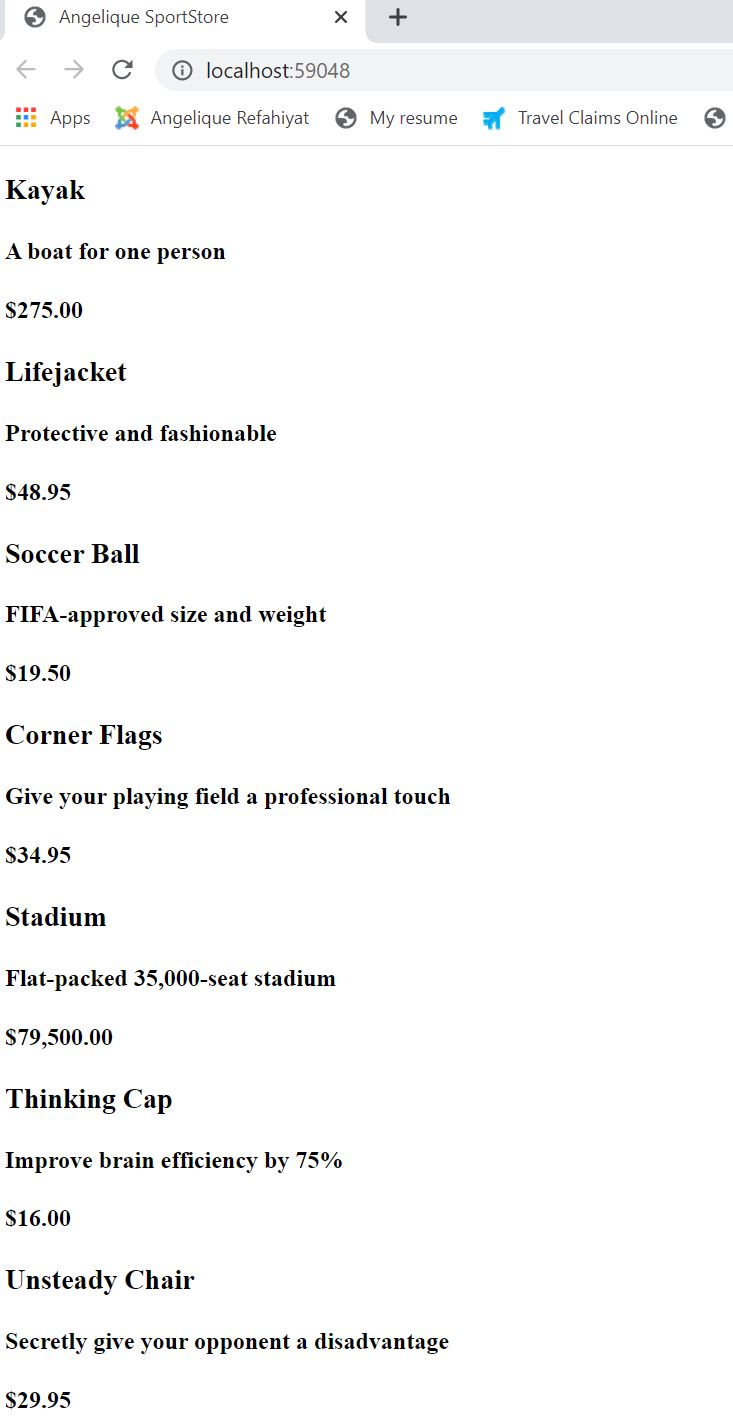 Angelique SportStore
localhost:59048
Apps Angelique Refahiyat My resume Travel Claims Online
Kayak
A boat for one person
$275.00
Lifejacket
Protective and fashionable
$48.95
Soccer Ball
FIFA-approved size and weight
$19.50
Corner Flags
Give your playing field a professional touch
$34.95
Stadium
Flat-packed 35,000-seat stadium
$79,500.00
Thinking Cap
Improve brain efficiency by 75%
$16.00
Unsteady Chair
Secretly give your opponent a disadvantage
$29.95